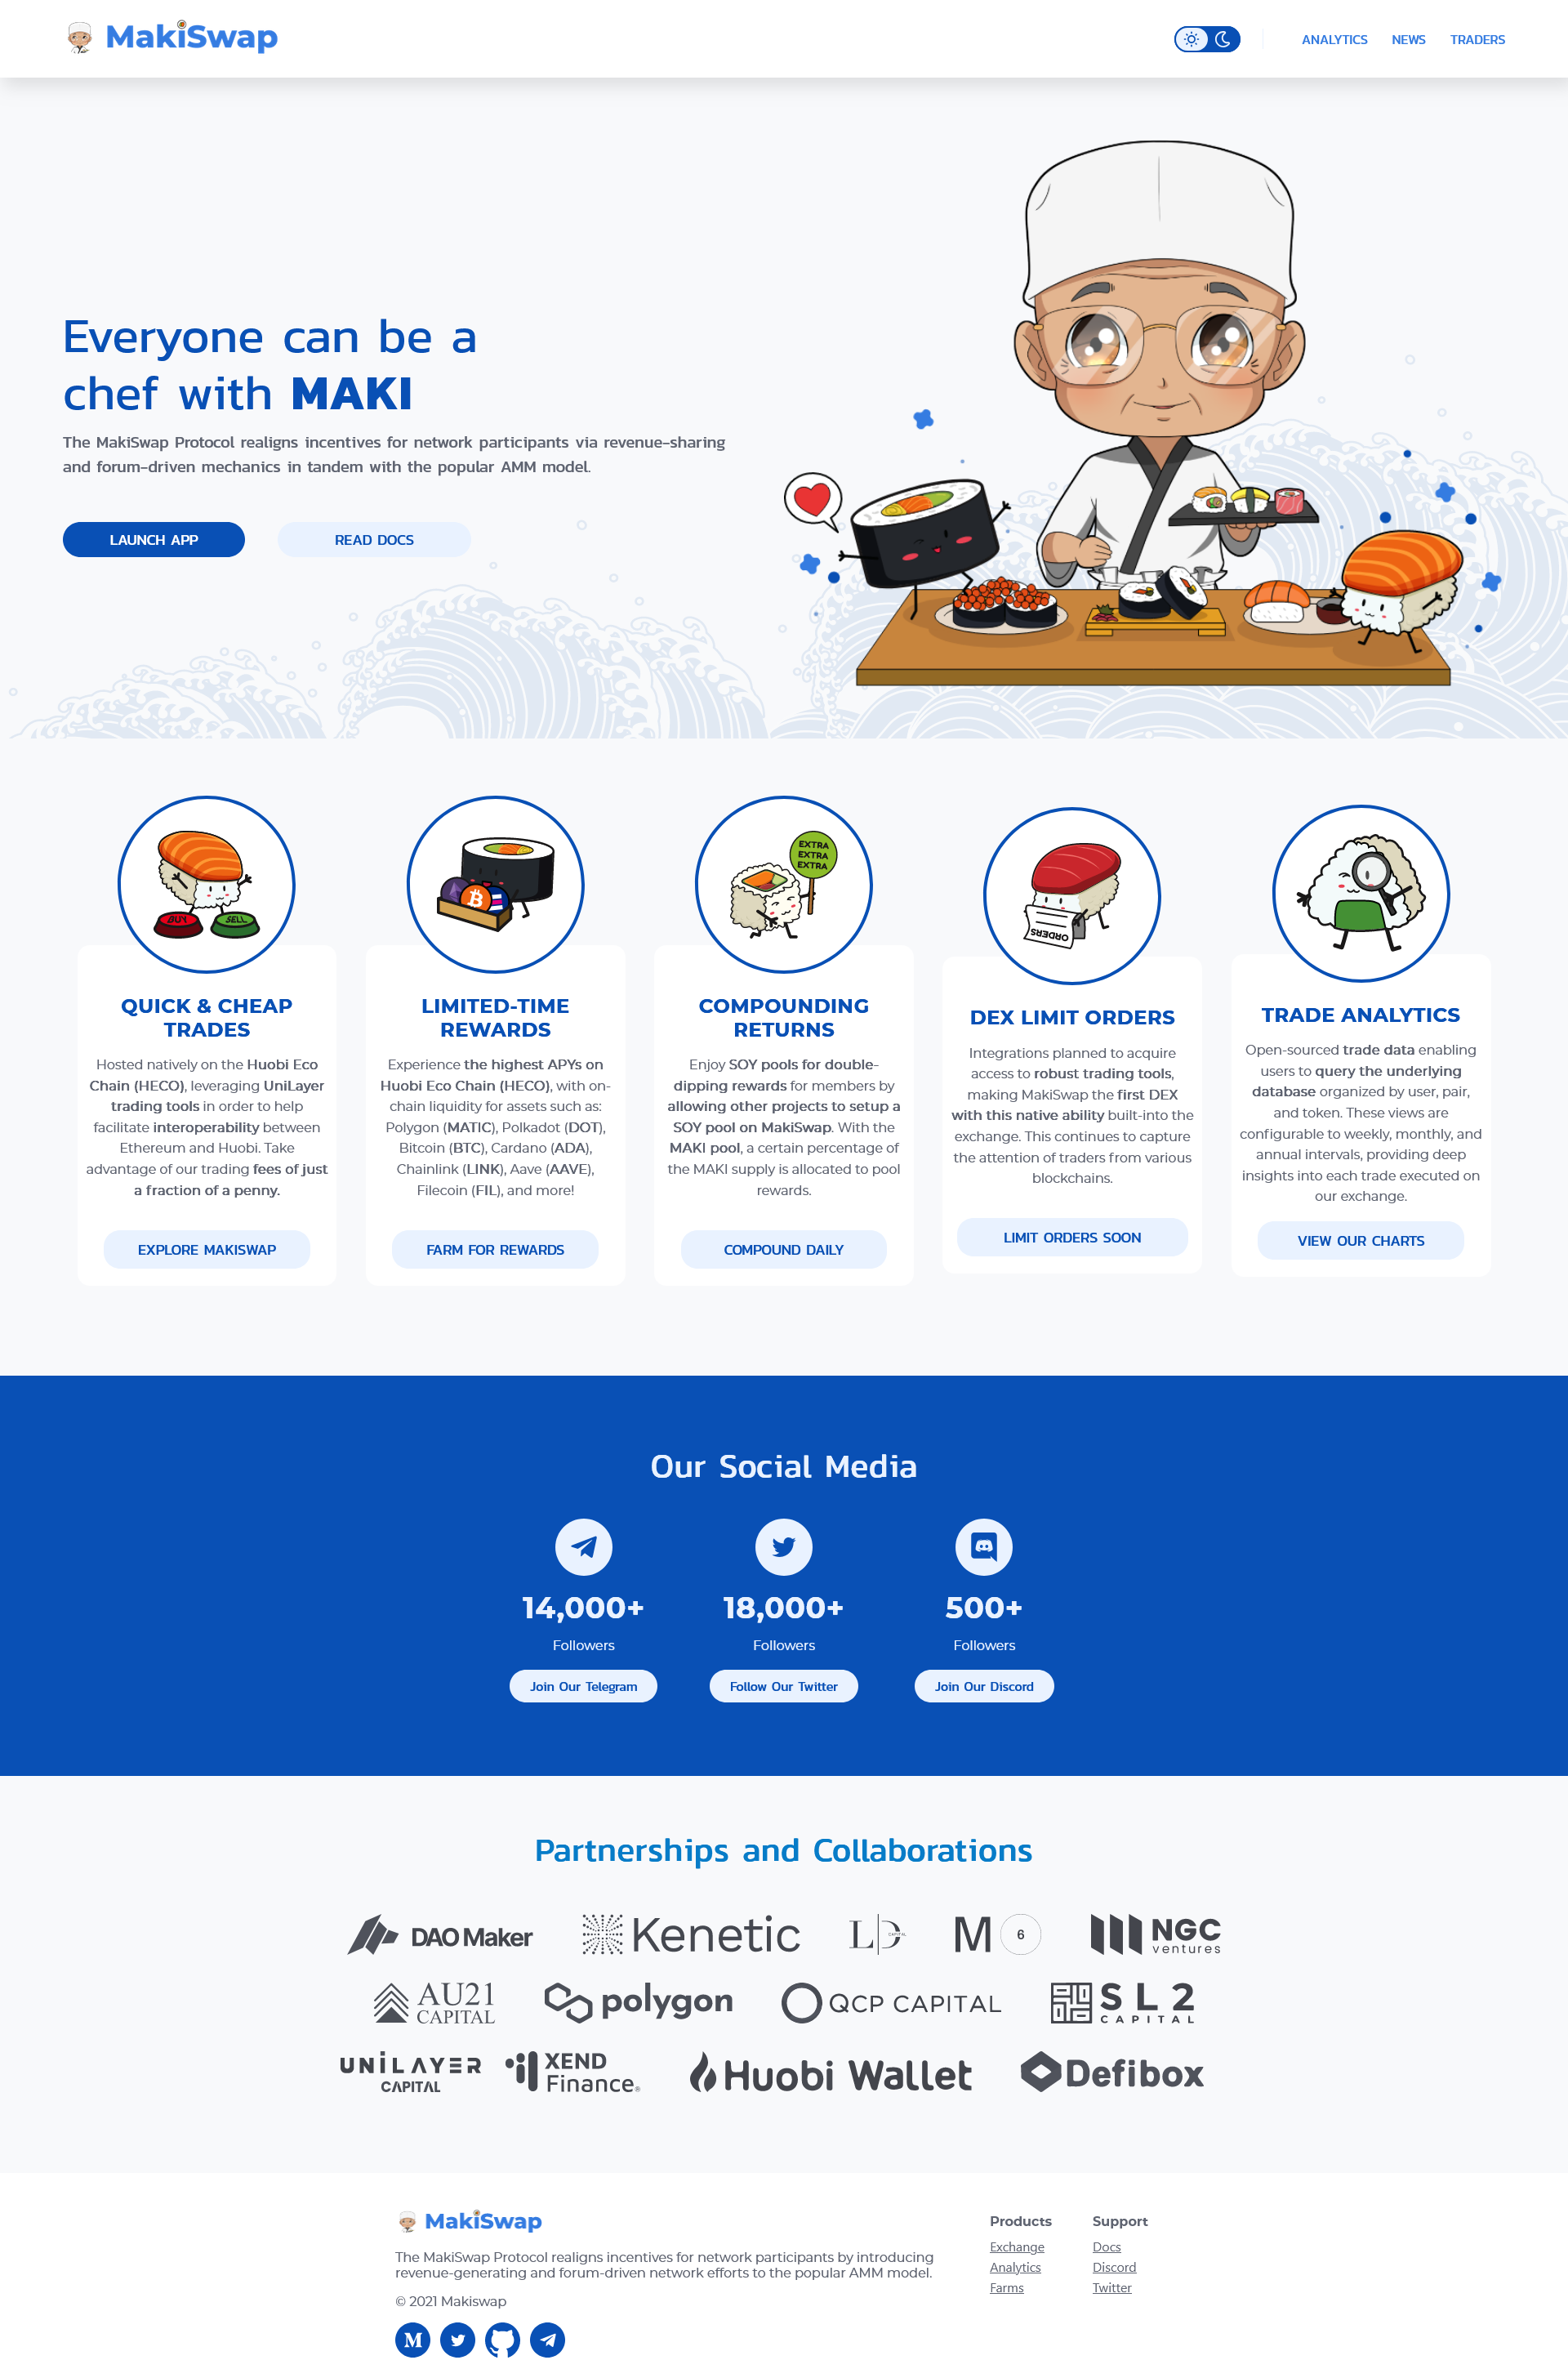 MakiSwap
ANALYTICS
NEWS
TRADERS
Everyone can be a
chef with MAKI
The MakiSwap Protocol realigns incentives for network participants via revenue-sharing
and forum-driven mechanics in tandem with the popular AMM model.
LAUNCH APP
READ DOCS
BUY
SELL
QUICK & CHEAP
TRADES
Hosted natively on the Huobi Eco
Chain (HECO), leveraging UniLayer
trading tools in order to help
facilitate interoperability between
Ethereum and Huobi. Take
advantage of our trading fees of just
a fraction of a penny.
EXPLORE MAKISWAP
LIMITED-TIME
REWARDS
Experience the highest APYs on
Huobi Eco Chain (HECO), with on-
chain liquidity for assets such as:
Polygon (MATIC), Polkadot (DOT),
Bitcoin (BTC), Cardano (ADA),
Chainlink (LINK), Aave (AAVE),
Filecoin (FIL), and more!
FARM FOR REWARDS
EXTRA
EXTRA
EXTRA
COMPOUNDING
RETURNS
Enjoy SOY pools for double-
dipping rewards for members by
allowing other projects to setup a
SOY pool on MakiSwap. With the
MAKI pool, a certain percentage of
the MAKI supply is allocated to pool
rewards.
COMPOUND DAILY
ORDERS
DEX LIMIT ORDERS
Integrations planned to acquire
access to robust trading tools,
making MakiSwap the first DEX
with this native ability built-into the
exchange. This continues to capture
the attention of traders from various
blockchains.
LIMIT ORDERS SOON
TRADE ANALYTICS
Open-sourced trade data enabling
users to query the underlying
database organized by user, pair,
and token. These views are
configurable to weekly, monthly, and
annual intervals, providing deep
insights into each trade executed on
our exchange.
VIEW OUR CHARTS
Our Social Media
14,000+
Followers
Join Our Telegram
18,000+
Followers
Follow Our Twitter
500+
Followers
Join Our Discord
Partnerships and Collaborations
DAO Maker
Kenetic
LD CAPITAL
M 6
NGC
ventures
AU21
CAPITAL
polygon
QCP CAPITAL
SL2
CAPITAL
UNILAYER
CAPITAL
XEND
Finance®
Huobi Wallet
Defibox
MakiSwap
The MakiSwap Protocol realigns incentives for network participants by introducing
revenue-generating and forum-driven network efforts to the popular AMM model.
© 2021 Makiswap
M
Products
Exchange
Analytics
Farms
Support
Docs
Discord
Twitter